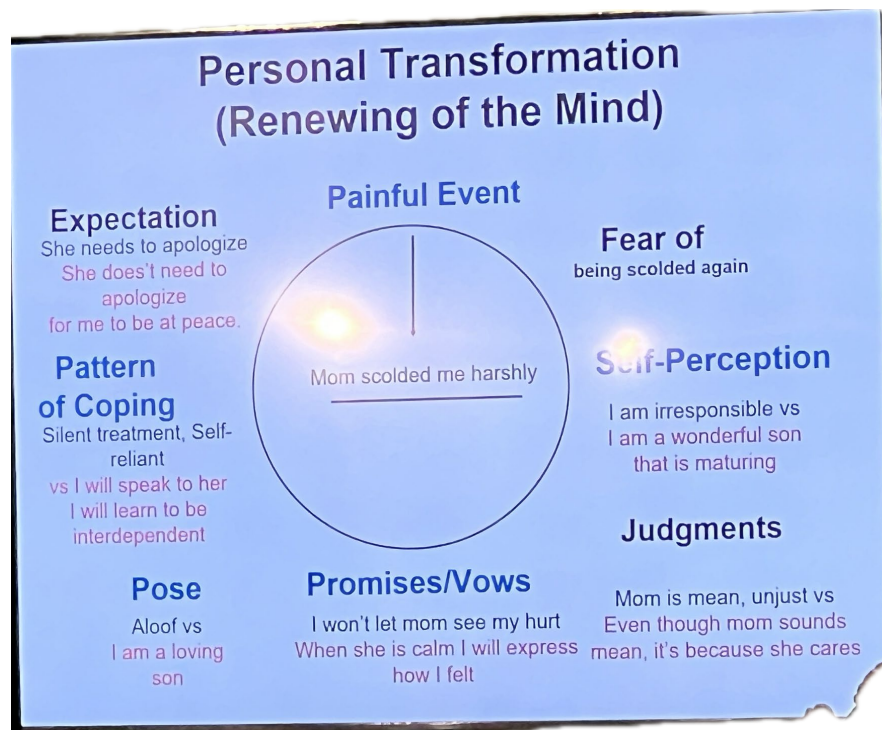 Personal Transformation
(Renewing of the Mind)
Painful Event
Expectation
She needs to apologize
She does't need to
apologize
for me to be at peace.
Fear of
being scolded again
Mom scolded me harshly
Pattern
of Coping
Silent treatment, Self-
reliant
vs I will speak to her
I will learn to be
interdependent
Self-Perception
I am irresponsible vs
I am a wonderful son
that is maturing
Judgments
Mom is mean, unjust vs
Even though mom sounds
mean, it's because she cares
Pose
Aloof vs
I am a loving
son
Promises/Vows
I won't let mom see my hurt
When she is calm I will express
how I felt